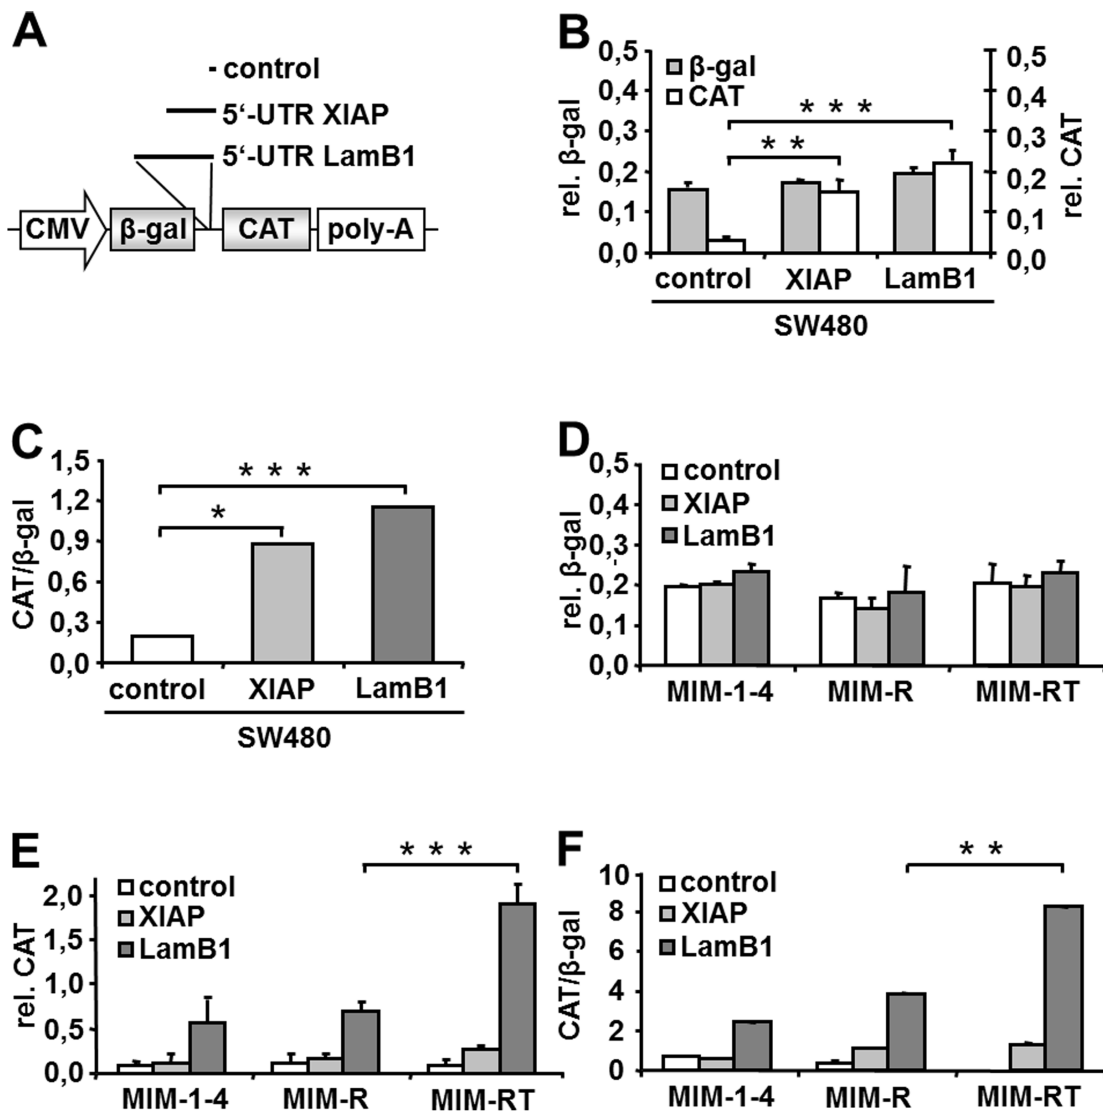 A
- control
5‘-UTR XIAP
5‘-UTR LamB1
CMV β-gal CAT poly-A
B
0,5
0,4
0,3
0,2
0,1
0,0
rel. β-gal
β-gal
CAT
* * *
* *
0,5
0,4
0,3
0,2
0,1
0,0
rel. CAT
control XIAP LamB1
SW480
C
1,5
1,2
0,9
0,6
0,3
0,0
CAT/β-gal
* * *
*
control XIAP LamB1
SW480
D
0,5
0,4
0,3
0,2
0,1
0,0
rel. β-gal
control
XIAP
LamB1
MIM-1-4 MIM-R MIM-RT
E
2,0
1,5
1,0
0,5
0,0
rel. CAT
control
XIAP
LamB1
* * *
MIM-1-4 MIM-R MIM-RT
F
10
8
6
4
2
0
CAT/β-gal
control
XIAP
LamB1
* *
MIM-1-4 MIM-R MIM-RT